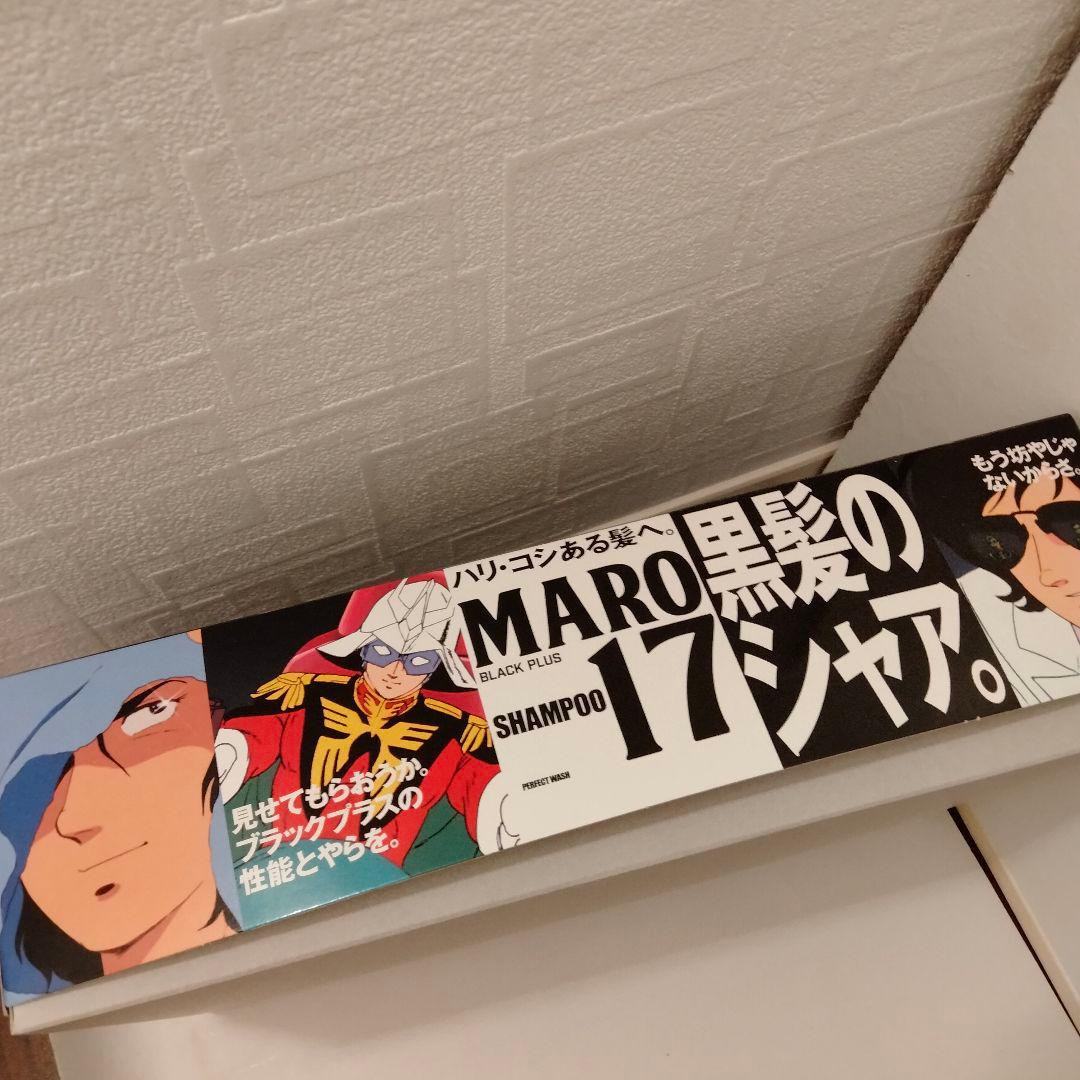 見せてもらおうか。
ブラックプラスの
性能とやらを。
ハリ・コシある髪へ。
MARO
17
BLACK PLUS
SHAMPOO
PERFECT WASH
黒髪の
シャア。
もう坊やじゃ
ないからさ。